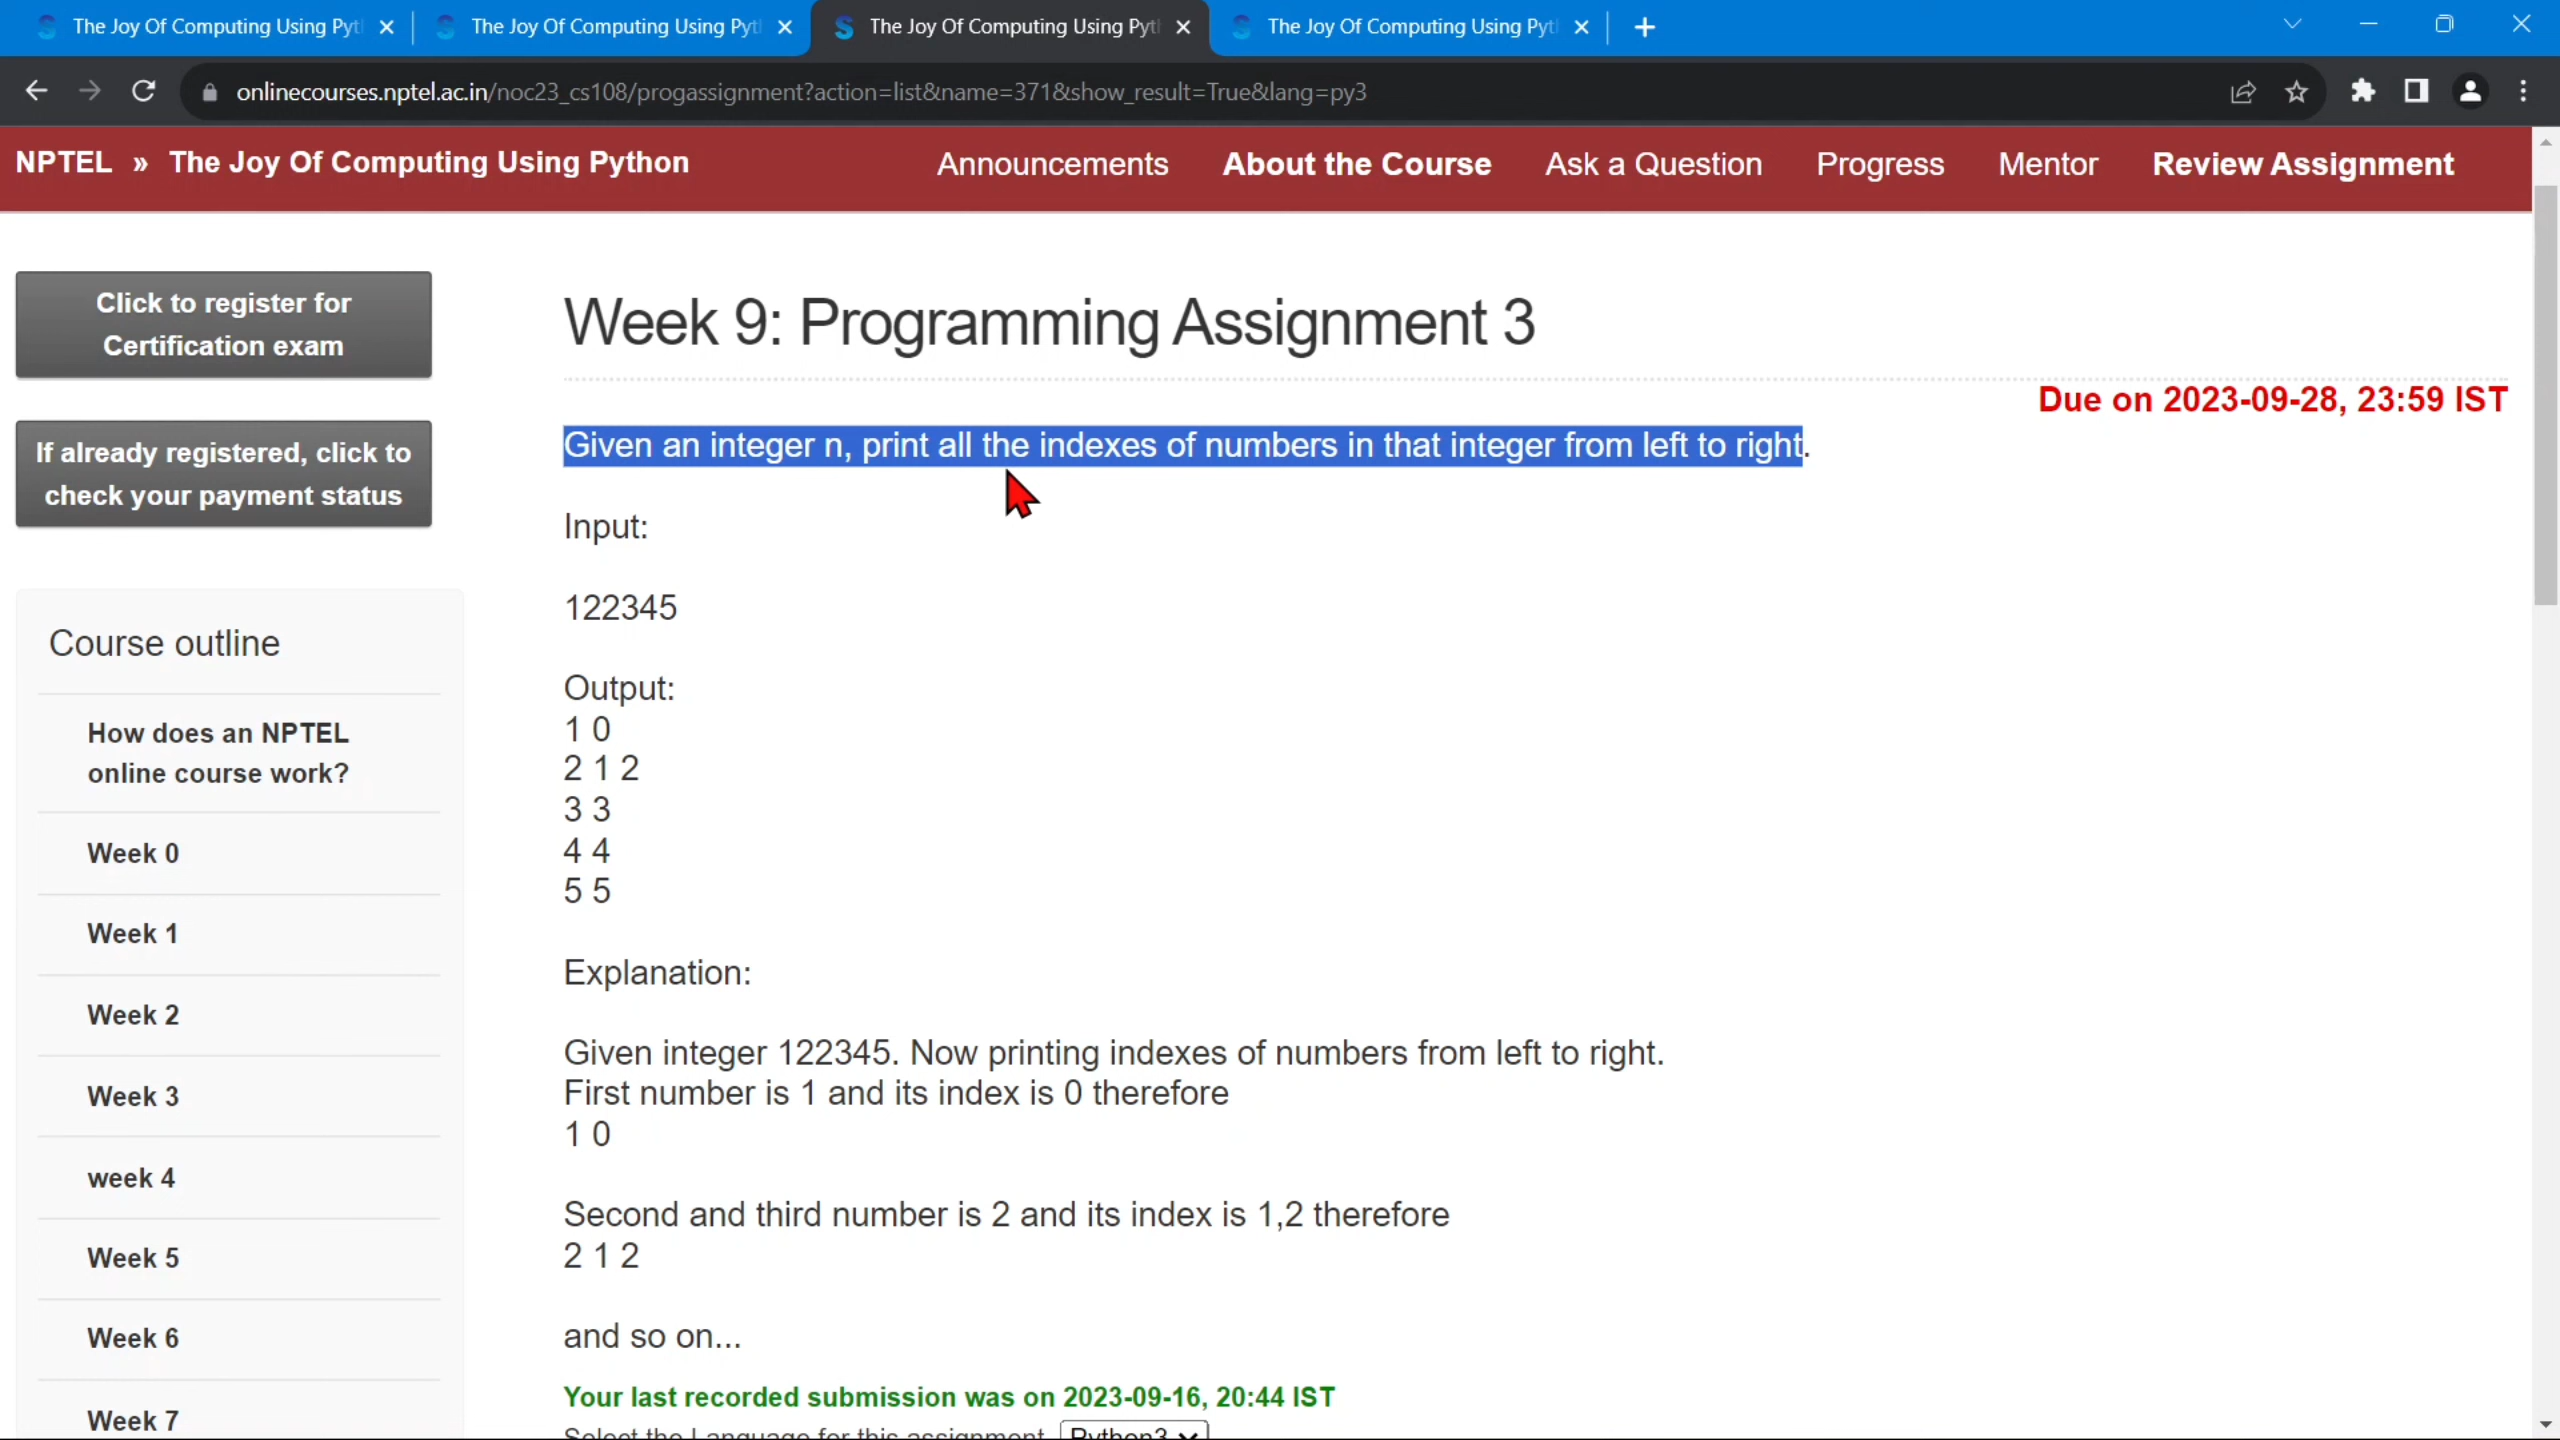 The Joy Of Computing Using Pyt
The Joy Of Computing Using Pyt
The Joy Of Computing Using Pyt
The Joy Of Computing Using Pyt
onlinecourses.nptel.ac.in/noc23_cs108/progassignment?action=list&name=371&show_result=True&lang=py3
NPTEL » The Joy Of Computing Using Python
Announcements About the Course Ask a Question Progress Mentor Review Assignment
Click to register for
Certification exam
If already registered, click to
check your payment status
Course outline
How does an NPTEL
online course work?
Week 0
Week 1
Week 2
Week 3
week 4
Week 5
Week 6
Week 7
Week 9: Programming Assignment 3
Due on 2023-09-28, 23:59 IST
Given an integer n, print all the indexes of numbers in that integer from left to right.
Input:
122345
Output:
1 0
2 1 2
3 3
4 4
5 5
Explanation:
Given integer 122345. Now printing indexes of numbers from left to right.
First number is 1 and its index is 0 therefore
1 0
Second and third number is 2 and its index is 1,2 therefore
2 1 2
and so on...
Your last recorded submission was on 2023-09-16, 20:44 IST
Select the Language for this assignment. Python3